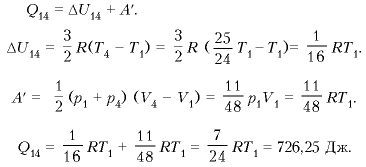 Q₁₄ = ΔU₁₄ + A′.
ΔU₁₄ = 3/2 R(T₄ – T₁) = 3/2 R (25/24 T₁ – T₁) = 1/16 RT₁.
A′ = 1/2 (p₁ + p₄) (V₄ – V₁) = 11/48 p₁V₁ = 11/48 RT₁.
Q₁₄ = 1/16 RT₁ + 11/48 RT₁ = 7/24 RT₁ = 726,25 Дж.